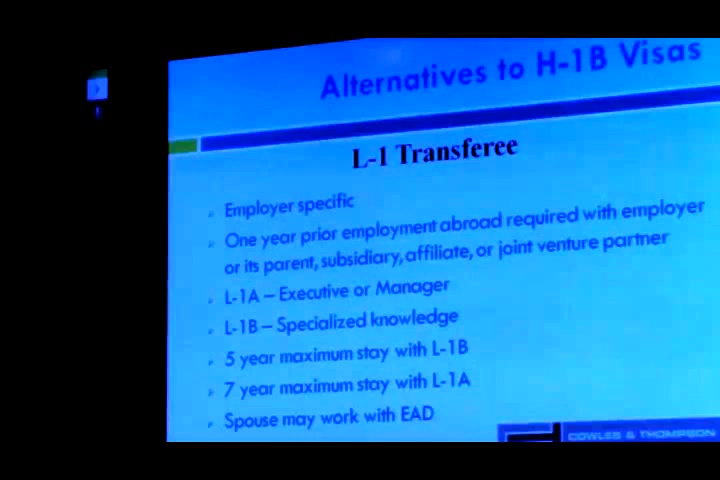 Alternatives to H-1B Visas
L-1 Transferee
Employer specific
One year prior employment abroad required with employer
or its parent, subsidiary, affiliate, or joint venture partner
L-1A – Executive or Manager
L-1B – Specialized knowledge
5 year maximum stay with L-1B
7 year maximum stay with L-1A
Spouse may work with EAD
COWLES & THOMPSON